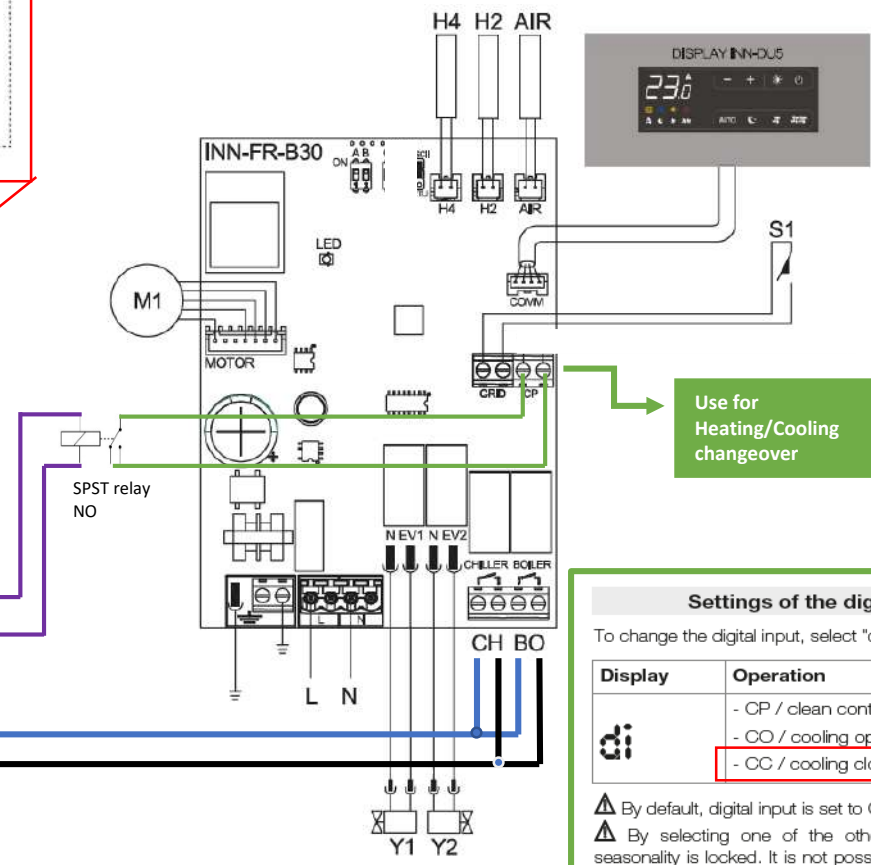 H4 H2 AIR
DISPLAY INN-DU5
23.0
AUTO
INN-FR-B30
ON
A B
H4
H2
AIR
S1
LED
M1
COMM
MOTOR
GRID
CP
Use for
Heating/Cooling
changeover
SPST relay
NO
N EV1 N EV2
CHILLER BOILER
L
N
CH BO
L N
Y1 Y2
Settings of the dig
To change the digital input, select "
Display Operation
- CP / clean cont
di
- CO / cooling op
- CC / cooling clo
By default, digital input is set to
By selecting one of the oth
seasonality is locked. It is not poss